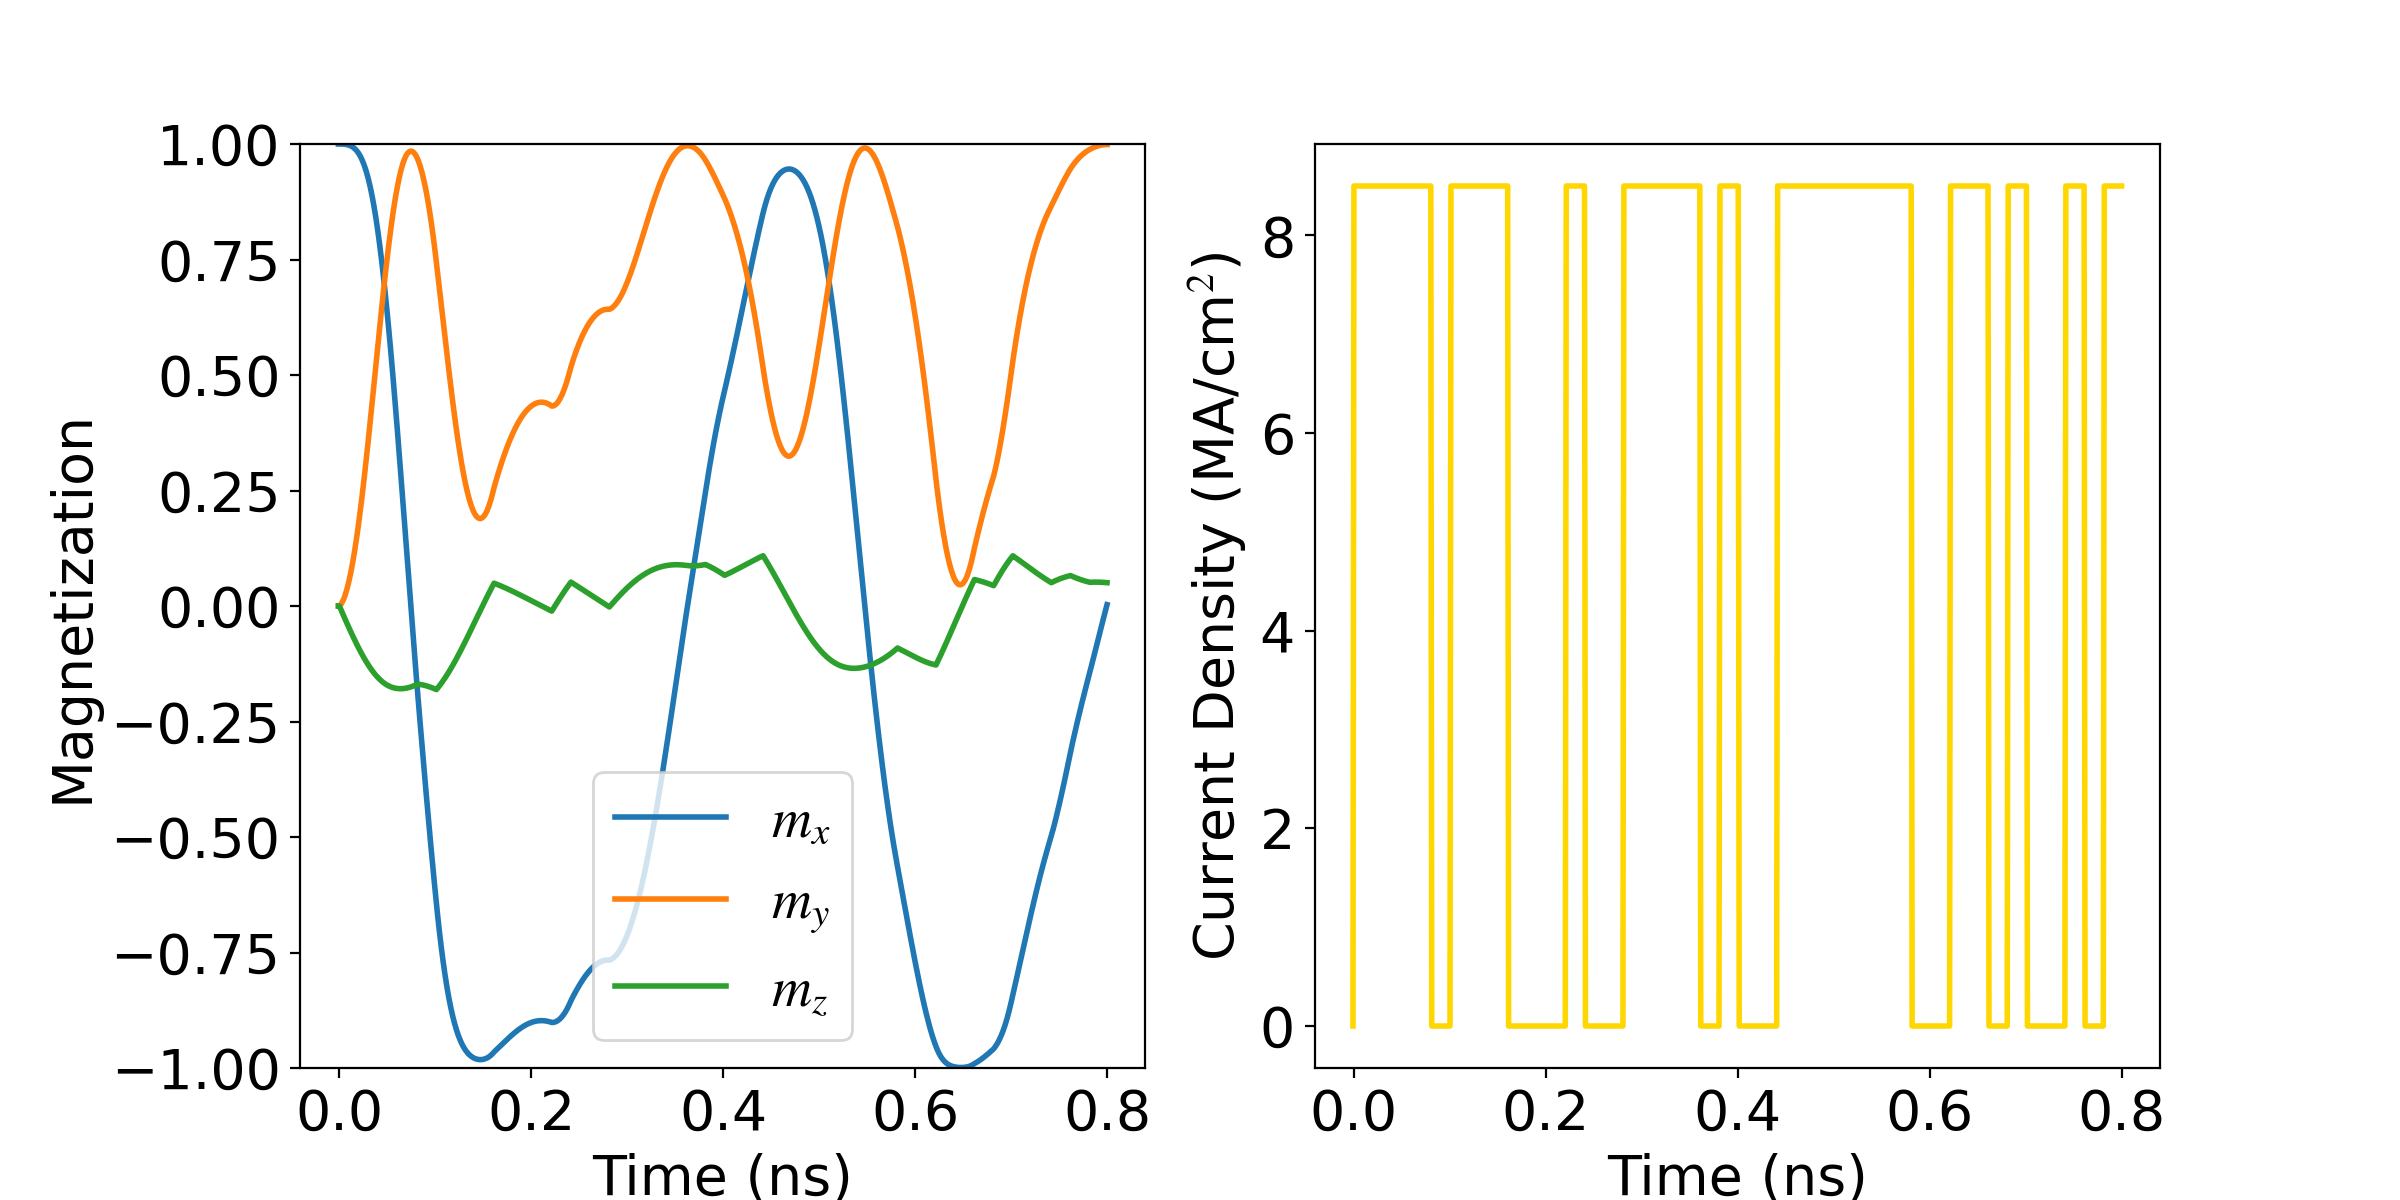 1.00
0.75
0.50
0.25
0.00
−0.25
−0.50
−0.75
−1.00
Magnetization
0.0 0.2 0.4 0.6 0.8
Time (ns)
m_x
m_y
m_z
8
6
4
2
0
Current Density (MA/cm²)
0.0 0.2 0.4 0.6 0.8
Time (ns)